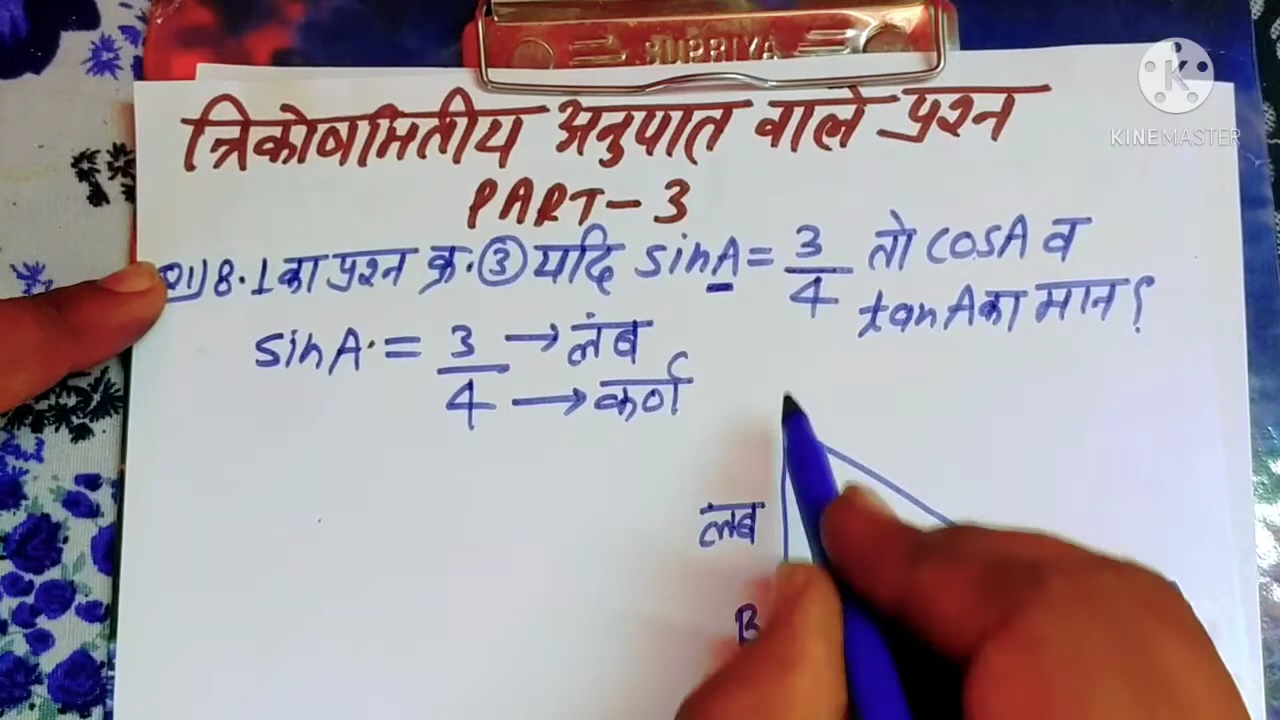 SUPRIYA
KINEMASTER
त्रिकोणमितीय अनुपात वाले प्रश्न
PART-3
Q1) 8.1 का प्रश्न क्र. ③ यदि sinA = 3/4 तो cosA व
tanA का मान ?
sinA = 3/4 → लंब
→ कर्ण
लंब
B